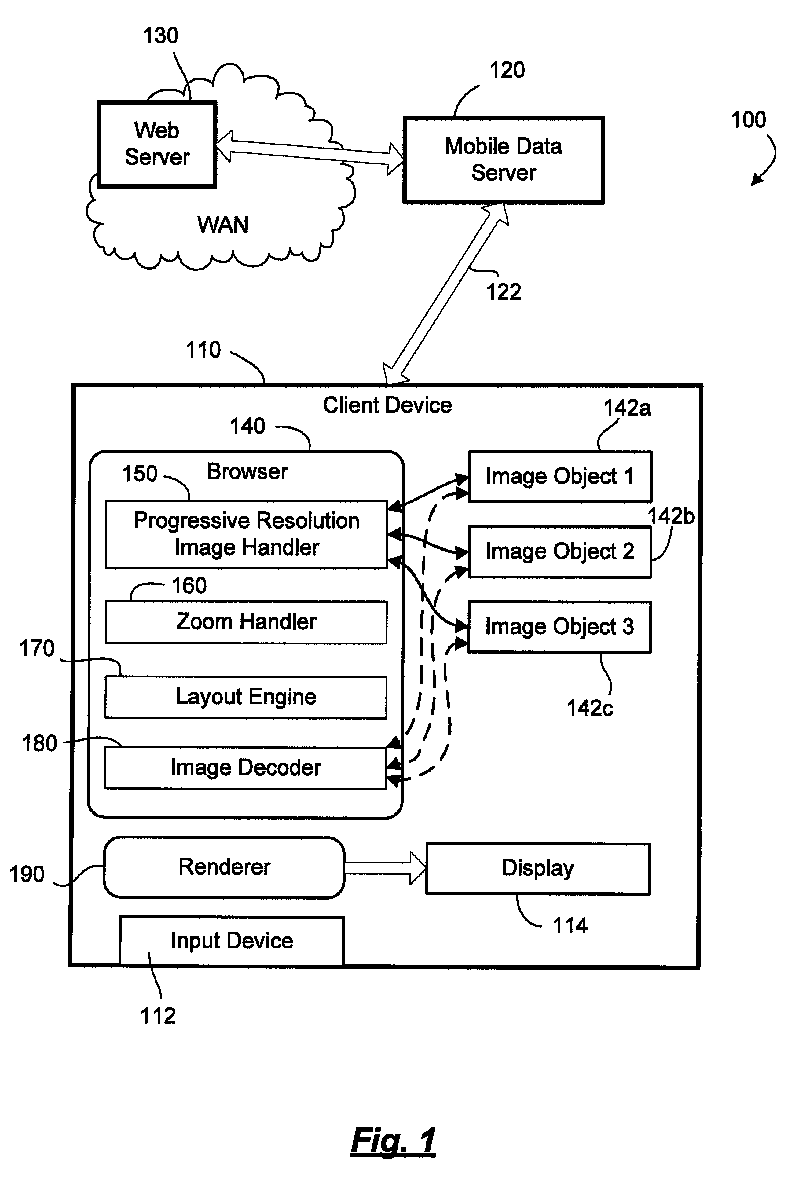 130
Web
Server
WAN
120
Mobile Data
Server
100
122
110
Client Device
140
Browser
150
Progressive Resolution
Image Handler
160
Zoom Handler
170
Layout Engine
180
Image Decoder
142a
Image Object 1
142b
Image Object 2
Image Object 3
142c
190
Renderer
Display
114
Input Device
112
Fig. 1